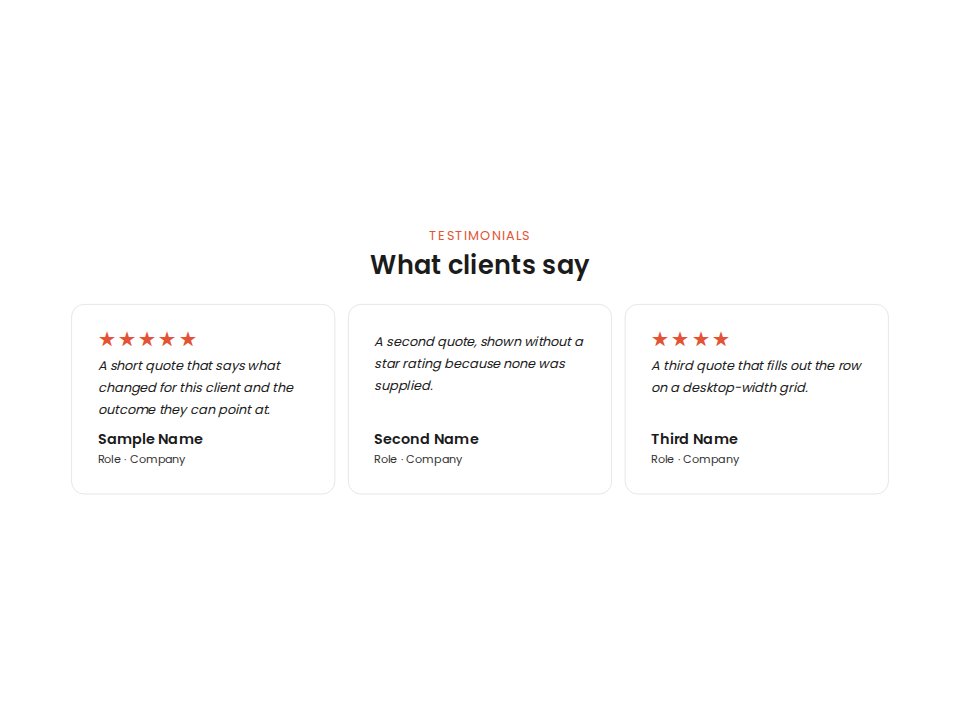 TESTIMONIALS
What clients say
★★★★★
A short quote that says what
changed for this client and the
outcome they can point at.
Sample Name
Role · Company
A second quote, shown without a
star rating because none was
supplied.
Second Name
Role · Company
★★★★
A third quote that fills out the row
on a desktop-width grid.
Third Name
Role · Company